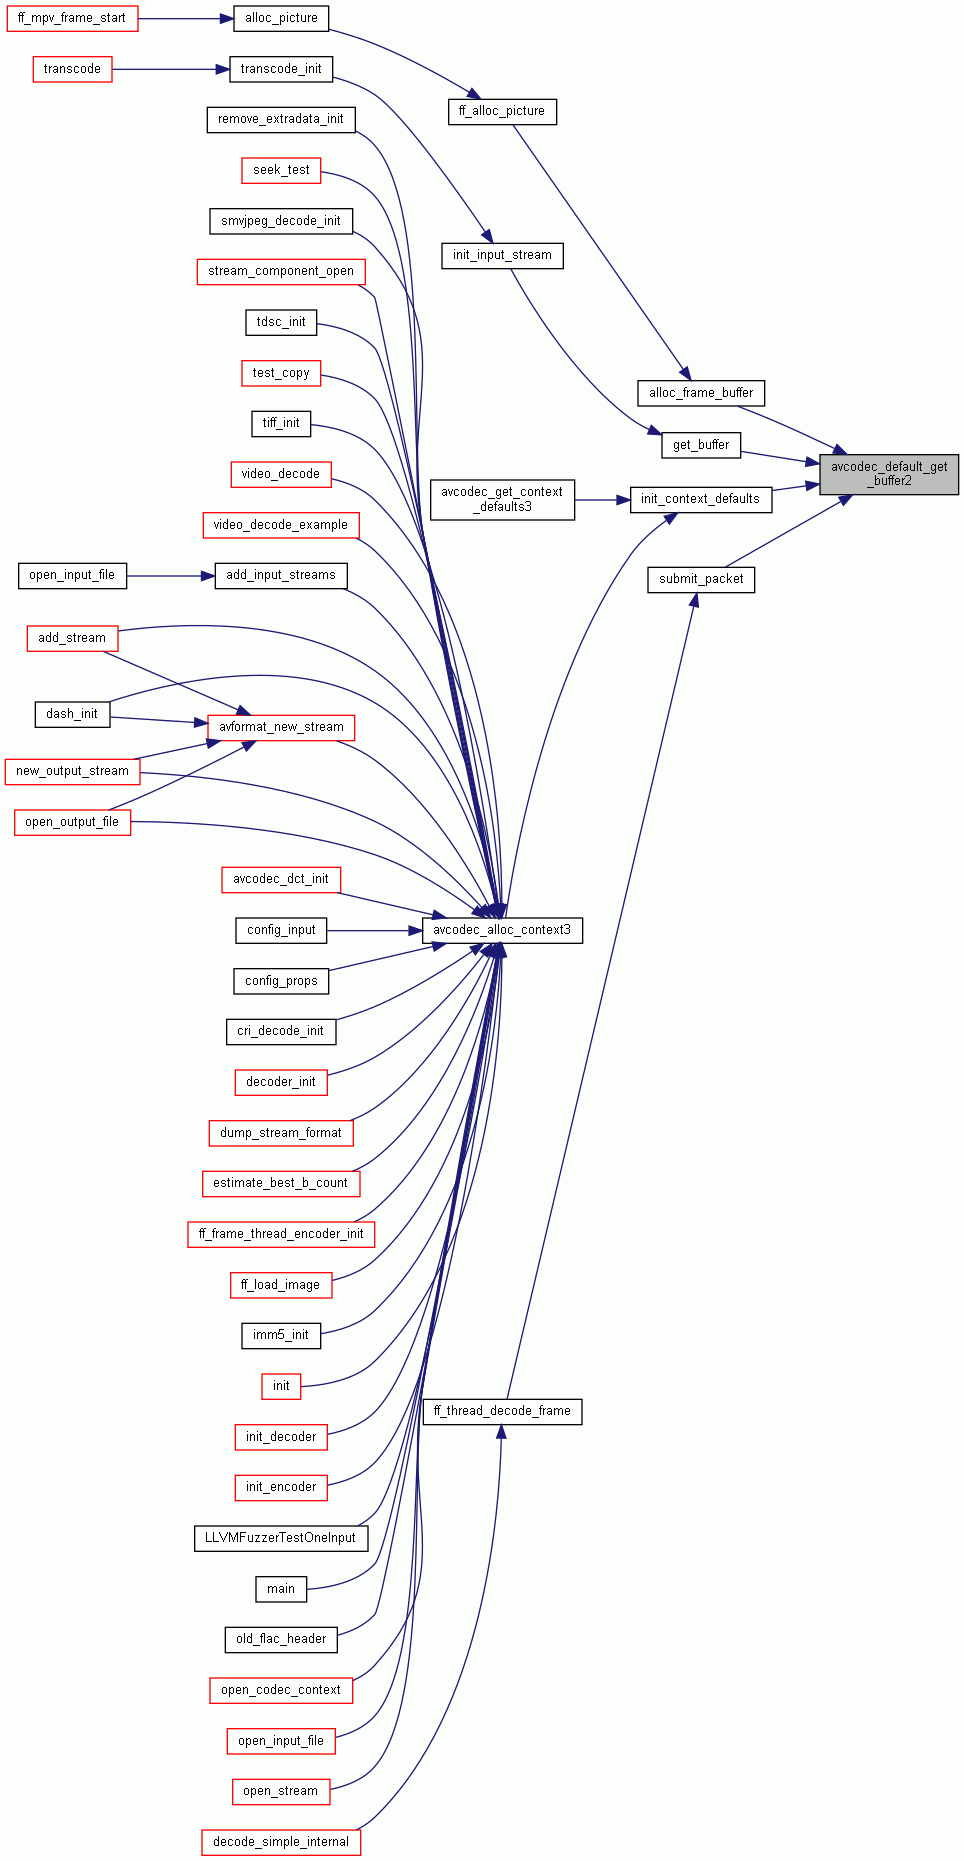 ff_mpv_frame_start
alloc_picture
transcode
transcode_init
ff_alloc_picture
remove_extradata_init
seek_test
smvjpeg_decode_init
init_input_stream
stream_component_open
tdsc_init
test_copy
alloc_frame_buffer
tiff_init
get_buffer
video_decode
avcodec_default_get
_buffer2
avcodec_get_context
_defaults3
init_context_defaults
video_decode_example
open_input_file
add_input_streams
submit_packet
add_stream
dash_init
avformat_new_stream
new_output_stream
open_output_file
avcodec_dct_init
config_input
avcodec_alloc_context3
config_props
cri_decode_init
decoder_init
dump_stream_format
estimate_best_b_count
ff_frame_thread_encoder_init
ff_load_image
imm5_init
init
ff_thread_decode_frame
init_decoder
init_encoder
LLVMFuzzerTestOneInput
main
old_flac_header
open_codec_context
open_input_file
open_stream
decode_simple_internal